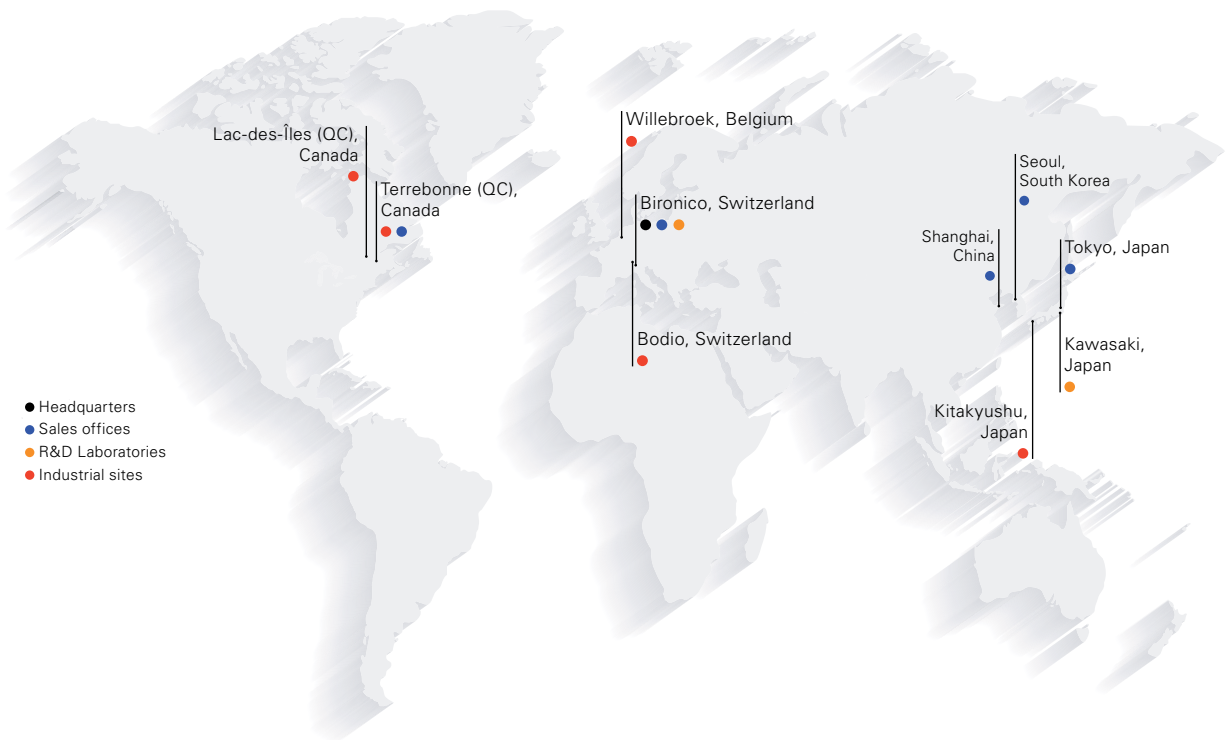 Lac-des-Îles (QC),
Canada
Terrebonne (QC),
Canada
Willebroek, Belgium
Bironico, Switzerland
Bodio, Switzerland
Seoul,
South Korea
Shanghai,
China
Tokyo, Japan
Kawasaki,
Japan
Kitakyushu,
Japan
Headquarters
Sales offices
R&D Laboratories
Industrial sites